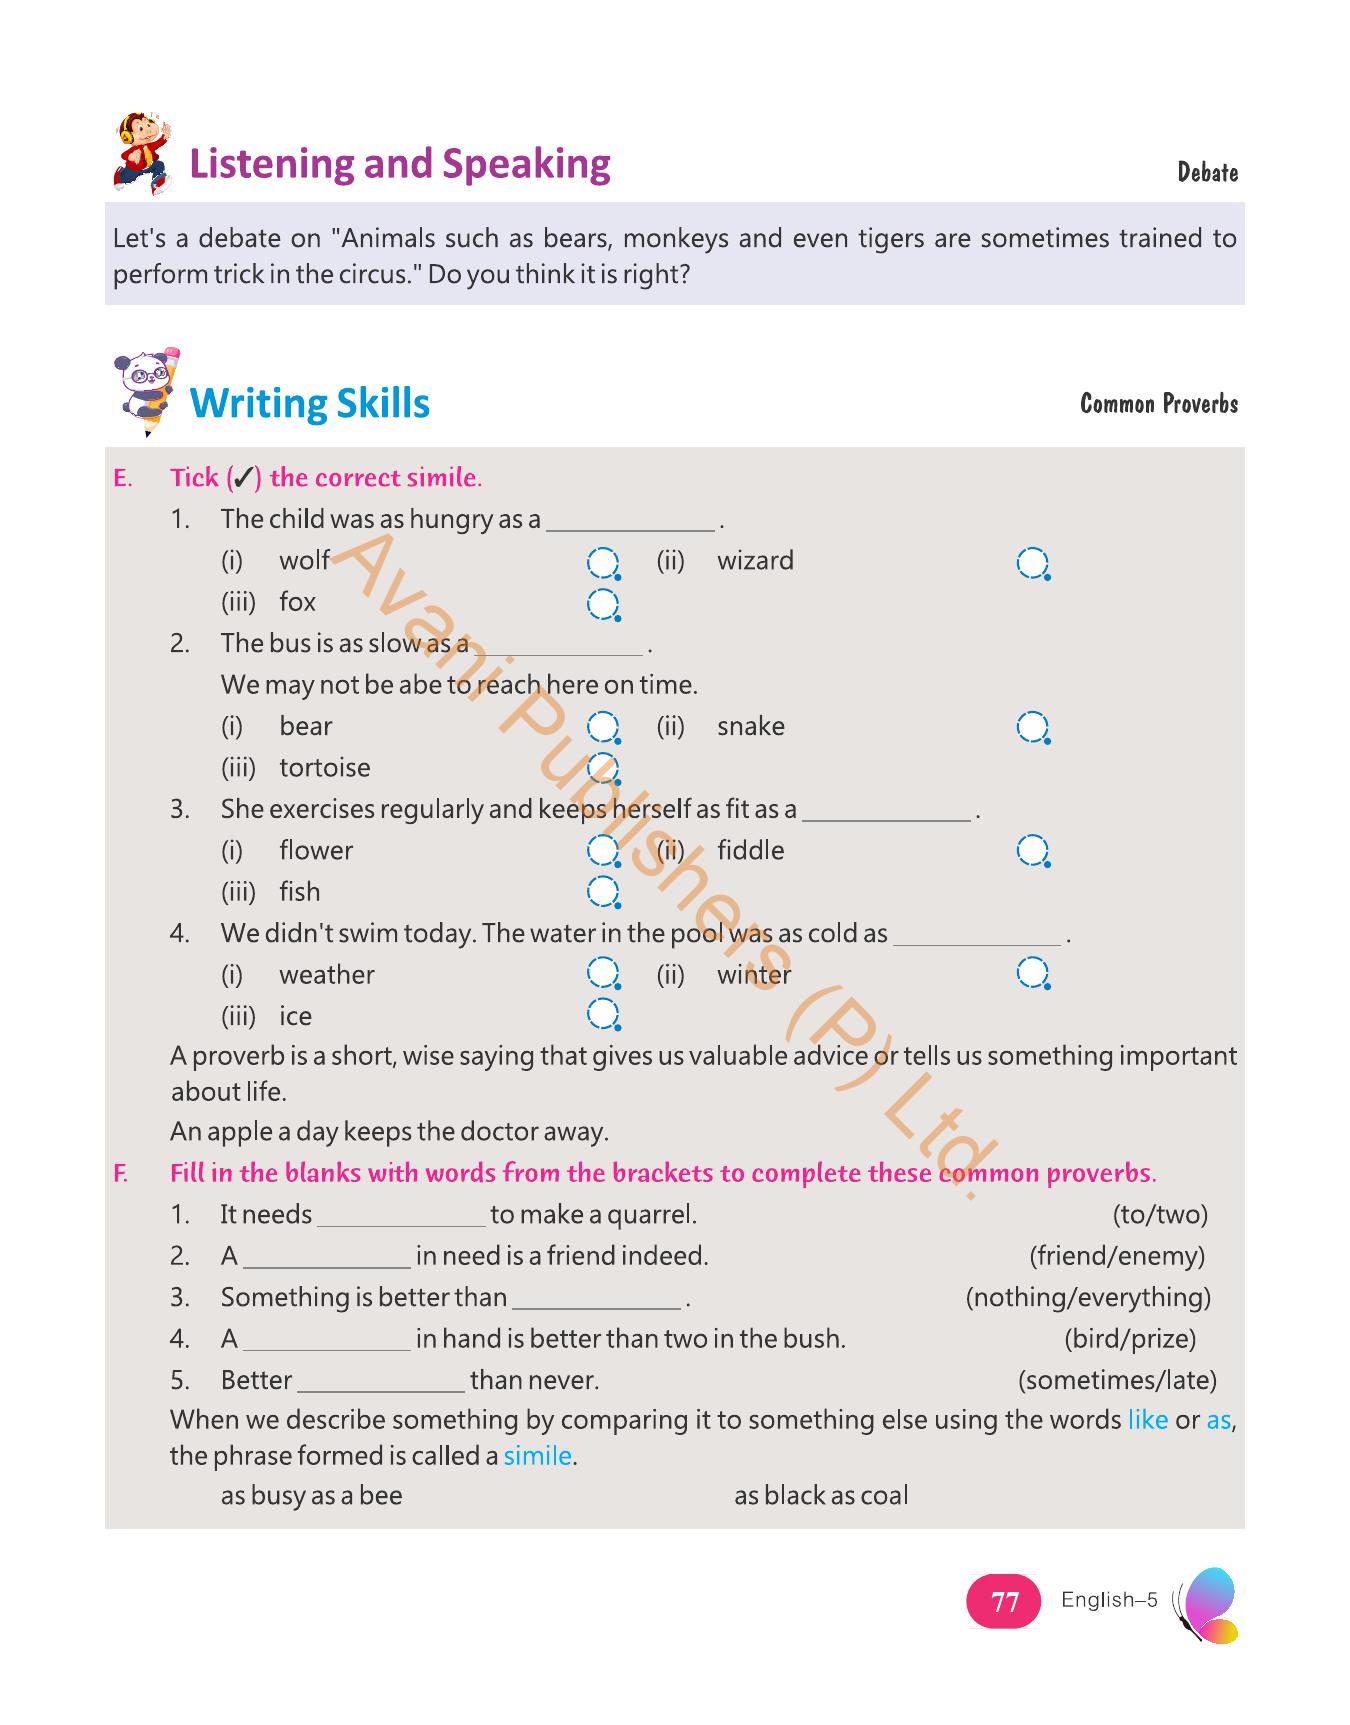 Listening and Speaking
Debate
Let's a debate on "Animals such as bears, monkeys and even tigers are sometimes trained to
perform trick in the circus." Do you think it is right?
Writing Skills
Common Proverbs
E. Tick (✓) the correct simile.
1. The child was as hungry as a ____________ .
(i) wolf (ii) wizard
(iii) fox
2. The bus is as slow as a ____________ .
We may not be abe to reach here on time.
(i) bear (ii) snake
(iii) tortoise
3. She exercises regularly and keeps herself as fit as a ____________ .
(i) flower (ii) fiddle
(iii) fish
4. We didn't swim today. The water in the pool was as cold as ____________ .
(i) weather (ii) winter
(iii) ice
A proverb is a short, wise saying that gives us valuable advice or tells us something important
about life.
An apple a day keeps the doctor away.
F. Fill in the blanks with words from the brackets to complete these common proverbs.
1. It needs ____________ to make a quarrel. (to/two)
2. A ____________ in need is a friend indeed. (friend/enemy)
3. Something is better than ____________ . (nothing/everything)
4. A ____________ in hand is better than two in the bush. (bird/prize)
5. Better ____________ than never. (sometimes/late)
When we describe something by comparing it to something else using the words like or as,
the phrase formed is called a simile.
as busy as a bee as black as coal
77 English–5
Avani Publishers (P) Ltd.